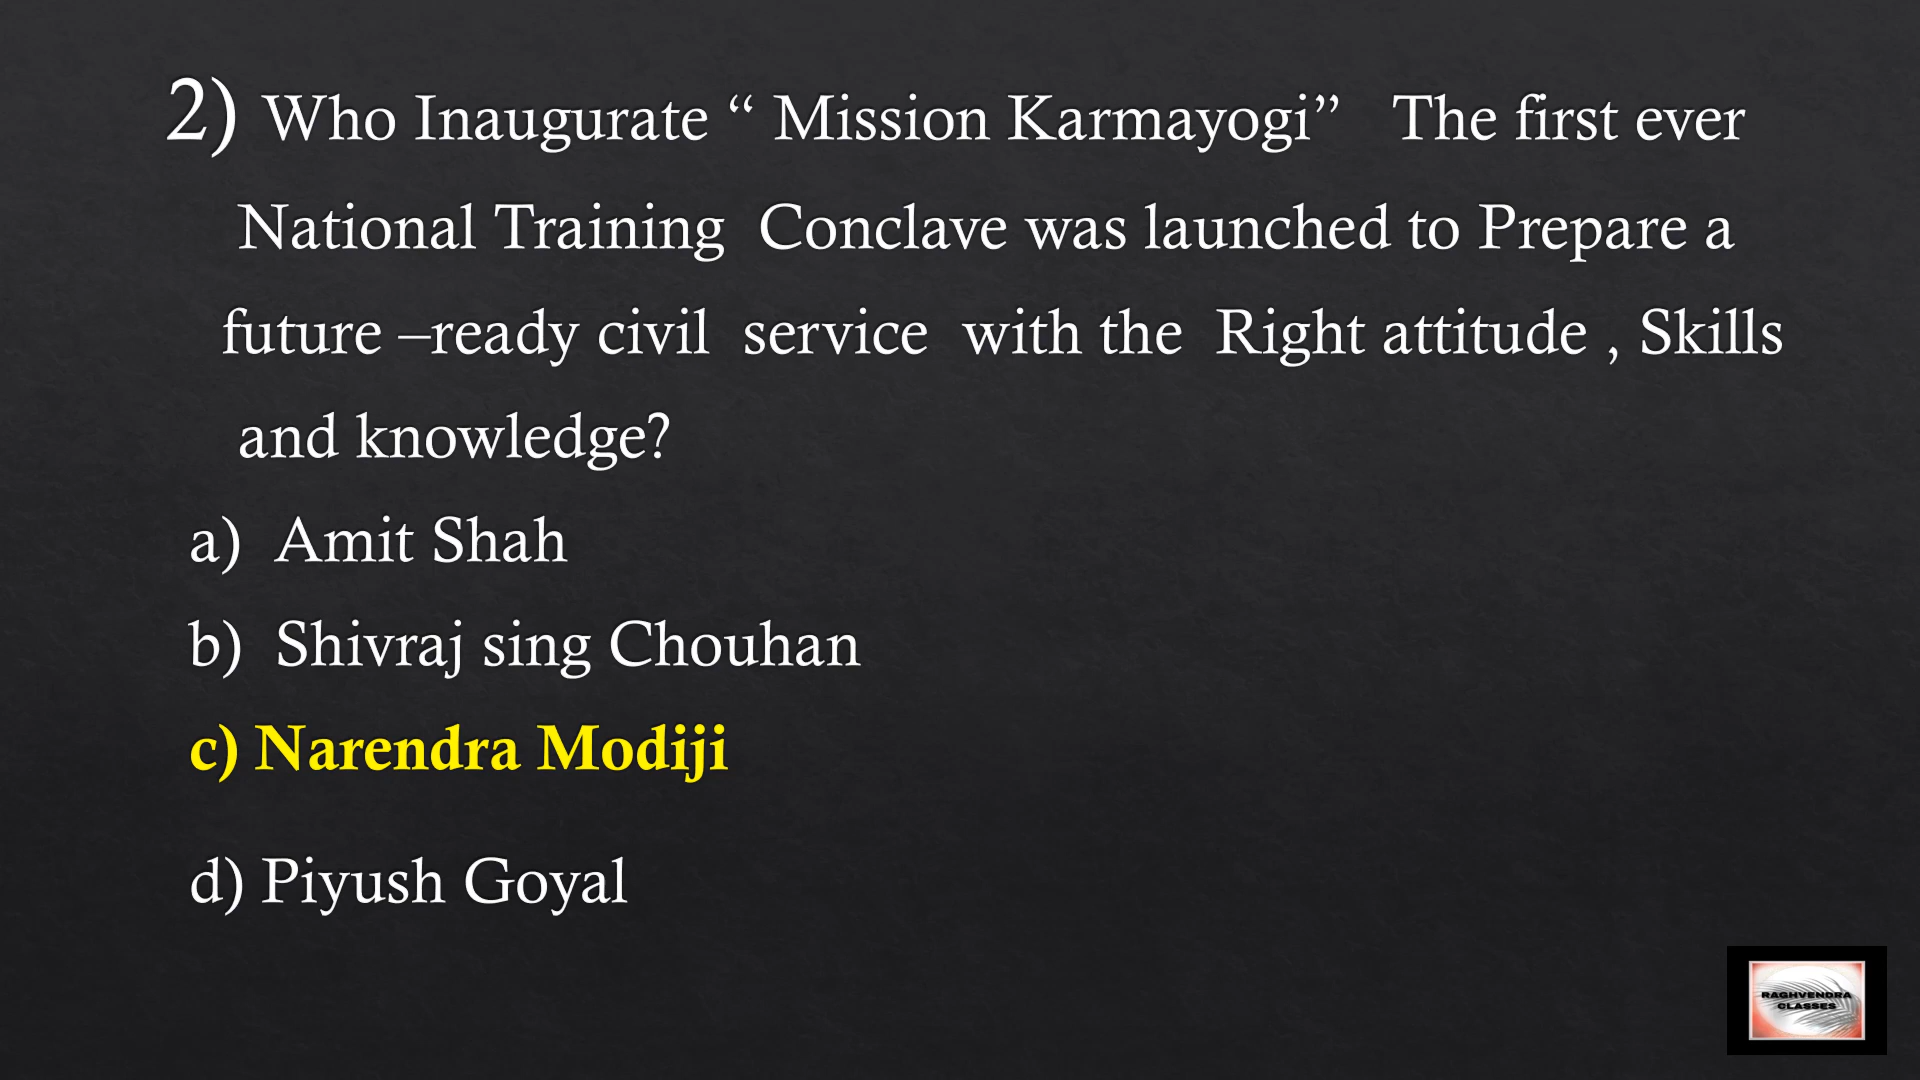 2) Who Inaugurate “ Mission Karmayogi”   The first ever
National Training  Conclave was launched to Prepare a
future –ready civil  service  with the  Right attitude , Skills
and knowledge?
a)  Amit Shah
b)  Shivraj sing Chouhan
c) Narendra Modiji
d) Piyush Goyal
RAGHVENDRA
CLASSES